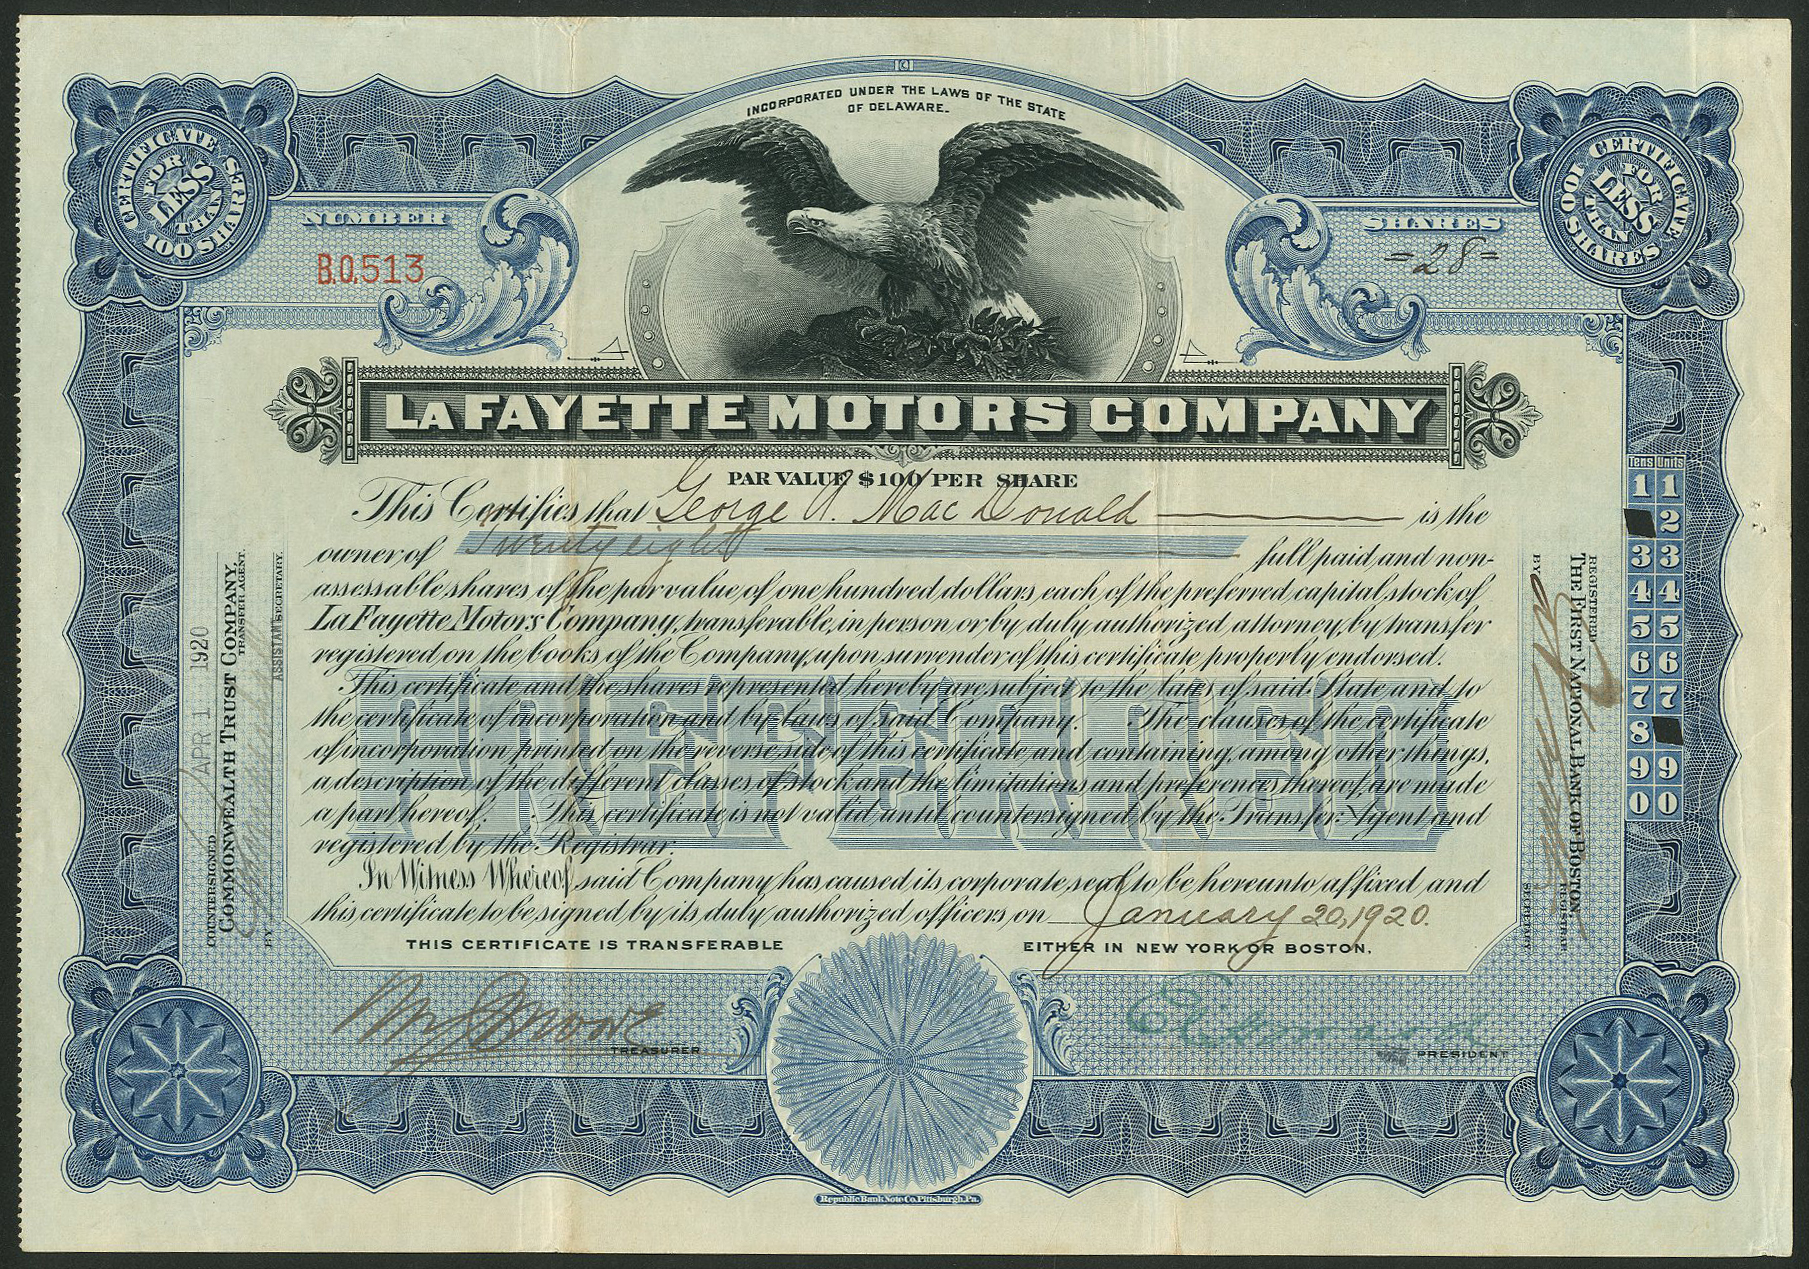 INCORPORATED UNDER THE LAWS OF THE STATE
OF DELAWARE.
CERTIFICATE FOR LESS THAN 100 SHARES
CERTIFICATE FOR LESS THAN 100 SHARES
NUMBER
B.O.513
SHARES
=28=
LAFAYETTE MOTORS COMPANY
PAR VALUE $100 PER SHARE
This Certifies that George A. MacDonald is the
owner of Twenty eight full paid and non-
assessable shares of the par value of one hundred dollars each of the preferred capital stock of
LaFayette Motors Company, transferable, in person or by duly authorized attorney, by transfer
registered on the books of the Company, upon surrender of this certificate properly endorsed.
This certificate and the shares represented hereby are subject to the laws of said State and to
the certificate of incorporation and by-laws of said Company. The clauses of the certificate
of incorporation printed on the reverse side of this certificate and containing, among other things,
a description of the different classes of stock and the limitations and preferences thereof, are made
a part hereof. This certificate is not valid until countersigned by the Transfer Agent and
registered by the Registrar.
PREFERRED
In Witness Whereof, said Company has caused its corporate seal to be hereunto affixed and
this certificate to be signed by its duly authorized officers on January 20, 1920.
THIS CERTIFICATE IS TRANSFERABLE EITHER IN NEW YORK OR BOSTON.
TREASURER
PRESIDENT
Republic Bank Note Co. Pittsburgh, Pa.
APR 1 1920
COUNTERSIGNED
COMMONWEALTH TRUST COMPANY,
TRANSFER AGENT.
BY
ASSISTANT SECRETARY.
REGISTERED
THE FIRST NATIONAL BANK OF BOSTON,
REGISTRAR
BY
SECRETARY
Tens Units
1 1
2
3 3
4 4
5 5
6 6
7 7
8
9 9
0 0